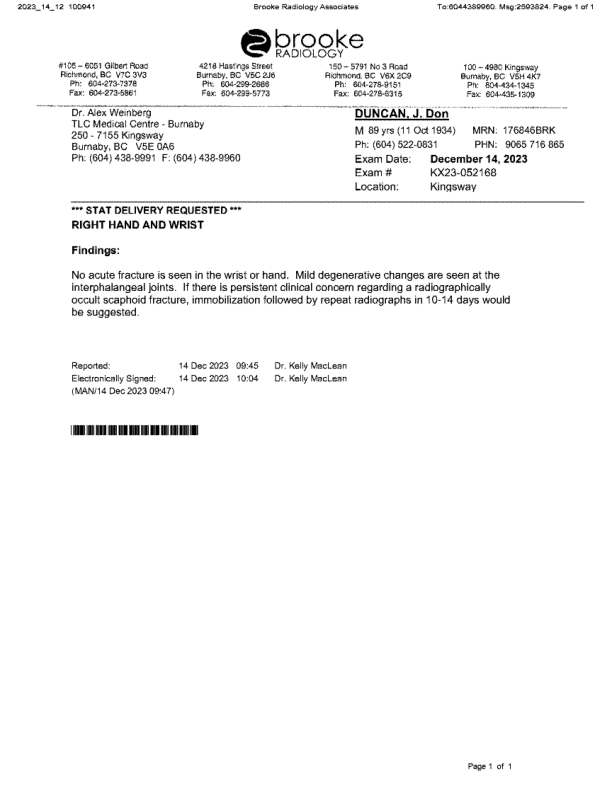 2023_14_12 100941 Brooke Radiology Associates To:6044389960. Msg:2593824. Page 1 of 1
brooke
RADIOLOGY
#105 – 6051 Gilbert Road 4218 Hastings Street 150 – 5791 No 3 Road 100 – 4980 Kingsway
Richmond, BC V7C 3V3 Burnaby, BC V5C 2J6 Richmond, BC V6X 2C9 Burnaby, BC V5H 4K7
Ph: 604-273-7378 Ph: 604-299-2686 Ph: 604-278-9151 Ph: 604-434-1345
Fax: 604-273-5861 Fax: 604-299-5773 Fax: 604-278-8315 Fax: 604-435-1309
Dr. Alex Weinberg
TLC Medical Centre - Burnaby
250 - 7155 Kingsway
Burnaby, BC V5E 0A6
Ph: (604) 438-9991 F: (604) 438-9960
DUNCAN, J. Don
M 89 yrs (11 Oct 1934) MRN: 176846BRK
Ph: (604) 522-0831 PHN: 9065 716 865
Exam Date: December 14, 2023
Exam # KX23-052168
Location: Kingsway
*** STAT DELIVERY REQUESTED ***
RIGHT HAND AND WRIST
Findings:
No acute fracture is seen in the wrist or hand. Mild degenerative changes are seen at the
interphalangeal joints. If there is persistent clinical concern regarding a radiographically
occult scaphoid fracture, immobilization followed by repeat radiographs in 10-14 days would
be suggested.
Reported: 14 Dec 2023 09:45 Dr. Kelly MacLean
Electronically Signed: 14 Dec 2023 10:04 Dr. Kelly MacLean
(MAN/14 Dec 2023 09:47)
Page 1 of 1